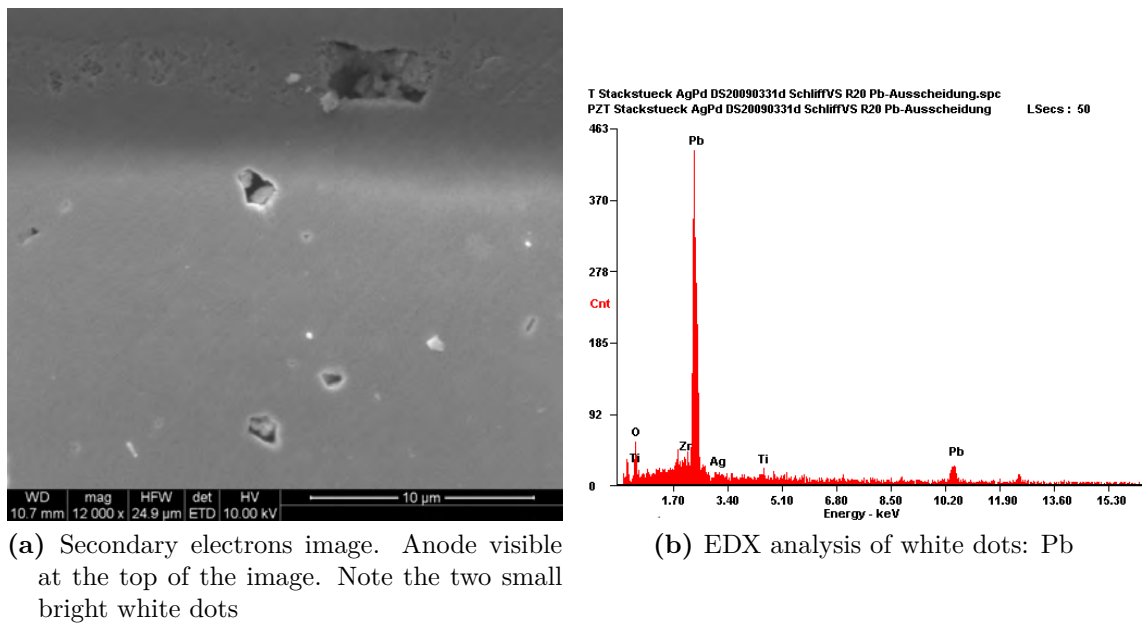 WD mag HFW det HV 10 µm
10.7 mm 12 000 x 24.9 µm ETD 10.00 kV
(a) Secondary electrons image. Anode visible
at the top of the image. Note the two small
bright white dots
T Stackstueck AgPd DS20090331d SchliffVS R20 Pb-Ausscheidung.spc
PZT Stackstueck AgPd DS20090331d SchliffVS R20 Pb-Ausscheidung LSecs : 50
463
Pb
370
278
Cnt
185
92
O
Ti
Zr
Ag
Ti
Pb
0
1.70 3.40 5.10 6.80 8.50 10.20 11.90 13.60 15.30
Energy - keV
(b) EDX analysis of white dots: Pb